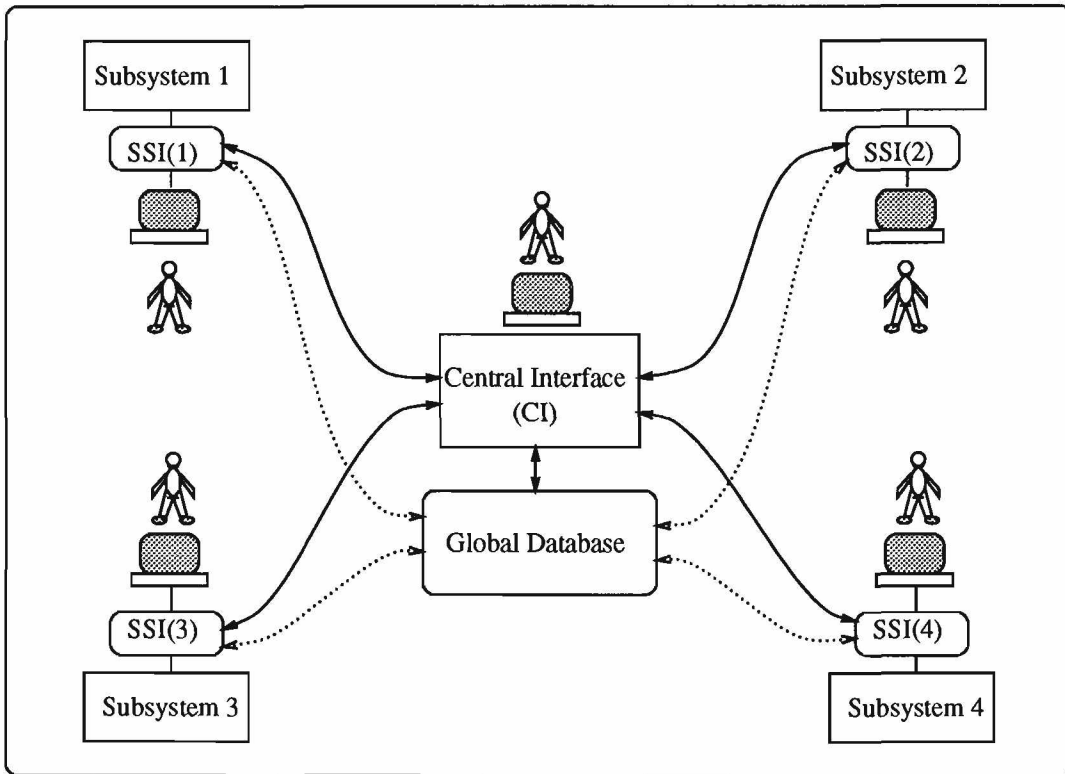 Subsystem 1
Subsystem 2
SSI(1)
SSI(2)
Central Interface
(CI)
Global Database
SSI(3)
SSI(4)
Subsystem 3
Subsystem 4